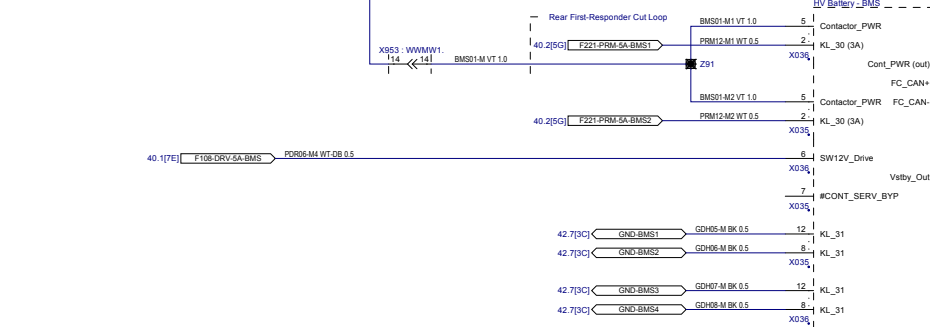 HV Battery - BMS
Rear First-Responder Cut Loop
BMS01-M1 VT 1.0
5
Contactor_PWR
40.2[5G]
F221-PRM-5A-BMS1
PRM12-M1 WT 0.5
2
KL_30 (3A)
X036
X953 : WWMW1.
14
14
BMS01-M VT 1.0
Z91
Cont_PWR (out)
FC_CAN+
BMS01-M2 VT 1.0
5
Contactor_PWR
FC_CAN-
40.2[5G]
F221-PRM-5A-BMS2
PRM12-M2 WT 0.5
2
KL_30 (3A)
X035
40.1[7E]
F108-DRV-5A-BMS
PDR06-M4 WT-DB 0.5
6
SW12V_Drive
X036
Vstby_Out
7
#CONT_SERV_BYP
X035
42.7[3C]
GND-BMS1
GDH05-M BK 0.5
12
KL_31
42.7[3C]
GND-BMS2
GDH06-M BK 0.5
8
KL_31
X035
42.7[3C]
GND-BMS3
GDH07-M BK 0.5
12
KL_31
42.7[3C]
GND-BMS4
GDH08-M BK 0.5
8
KL_31
X036